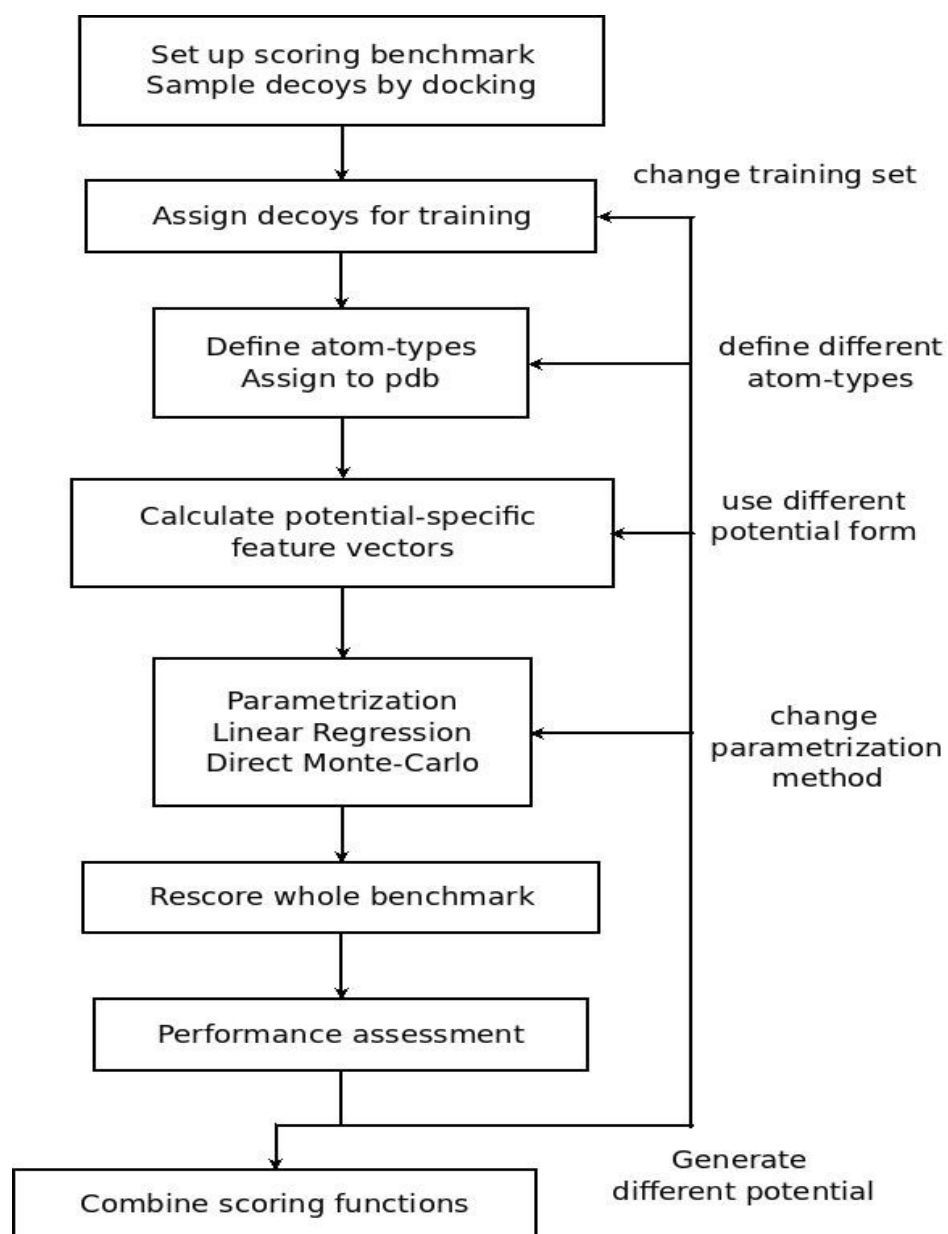 Set up scoring benchmark
Sample decoys by docking
change training set
Assign decoys for training
Define atom-types
Assign to pdb
define different
atom-types
Calculate potential-specific
feature vectors
use different
potential form
Parametrization
Linear Regression
Direct Monte-Carlo
change
parametrization
method
Rescore whole benchmark
Performance assessment
Generate
different potential
Combine scoring functions